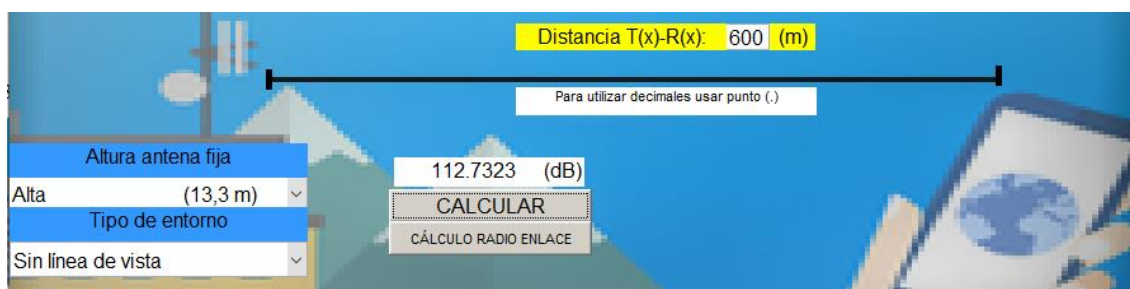 Distancia T(x)-R(x): 600 (m)
Para utilizar decimales usar punto (.)
Altura antena fija
112.7323 (dB)
Alta (13,3 m)
CALCULAR
Tipo de entorno
CÁLCULO RADIO ENLACE
Sin línea de vista